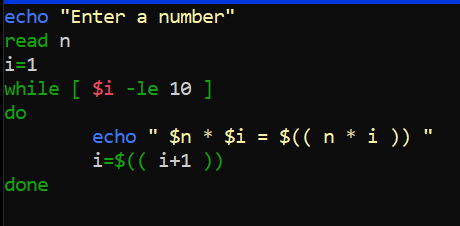 echo "Enter a number"
read n
i=1
while [ $i -le 10 ]
do
        echo " $n * $i = $(( n * i )) "
        i=$(( i+1 ))
done